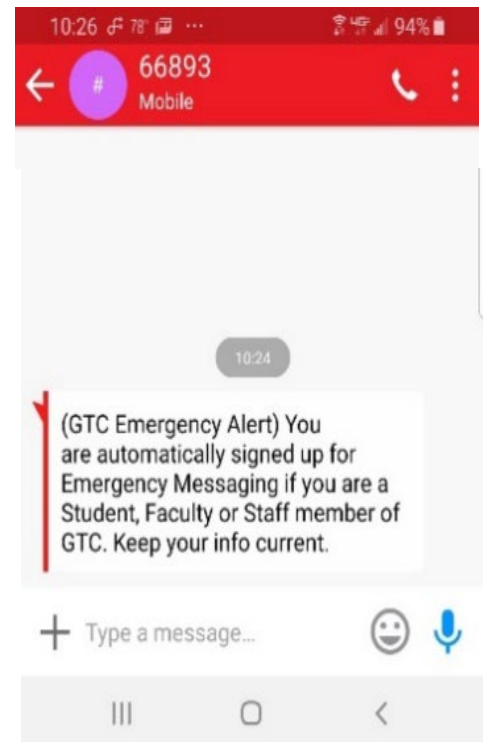 10:26 78° ... 94%
66893
#
Mobile
10:24
(GTC Emergency Alert) You
are automatically signed up for
Emergency Messaging if you are a
Student, Faculty or Staff member of
GTC. Keep your info current.
Type a message...